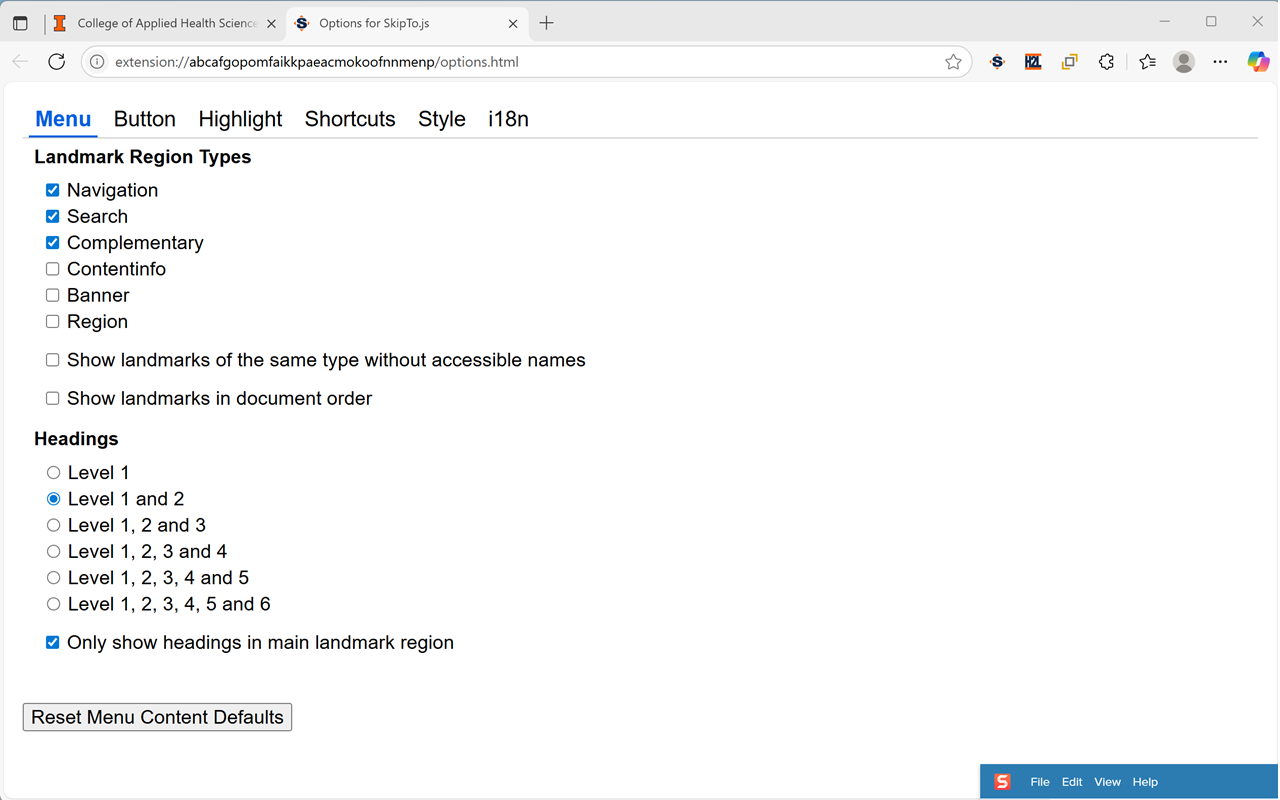 College of Applied Health Science
Options for SkipTo.js
extension://abcafgopomfaikkpaeacmokoofnnmenp/options.html
S
H2L
Menu Button Highlight Shortcuts Style i18n
Landmark Region Types
Navigation
Search
Complementary
Contentinfo
Banner
Region
Show landmarks of the same type without accessible names
Show landmarks in document order
Headings
Level 1
Level 1 and 2
Level 1, 2 and 3
Level 1, 2, 3 and 4
Level 1, 2, 3, 4 and 5
Level 1, 2, 3, 4, 5 and 6
Only show headings in main landmark region
Reset Menu Content Defaults
S File Edit View Help